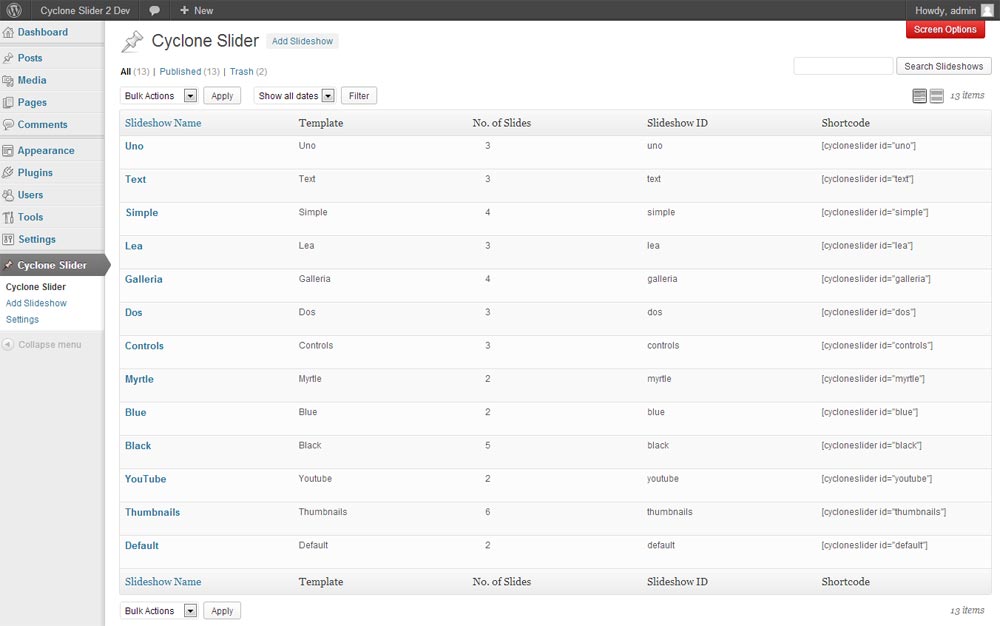 Cyclone Slider 2 Dev + New Howdy, admin
Screen Options
Dashboard
Posts
Media
Pages
Comments
Appearance
Plugins
Users
Tools
Settings
Cyclone Slider
Cyclone Slider
Add Slideshow
Settings
Collapse menu
Cyclone Slider Add Slideshow
All (13) | Published (13) | Trash (2) Search Slideshows
Bulk Actions Apply Show all dates Filter 13 items
Slideshow Name Template No. of Slides Slideshow ID Shortcode
Uno Uno 3 uno [cycloneslider id="uno"]
Text Text 3 text [cycloneslider id="text"]
Simple Simple 4 simple [cycloneslider id="simple"]
Lea Lea 3 lea [cycloneslider id="lea"]
Galleria Galleria 4 galleria [cycloneslider id="galleria"]
Dos Dos 3 dos [cycloneslider id="dos"]
Controls Controls 3 controls [cycloneslider id="controls"]
Myrtle Myrtle 2 myrtle [cycloneslider id="myrtle"]
Blue Blue 2 blue [cycloneslider id="blue"]
Black Black 5 black [cycloneslider id="black"]
YouTube Youtube 2 youtube [cycloneslider id="youtube"]
Thumbnails Thumbnails 6 thumbnails [cycloneslider id="thumbnails"]
Default Default 2 default [cycloneslider id="default"]
Slideshow Name Template No. of Slides Slideshow ID Shortcode
Bulk Actions Apply 13 items